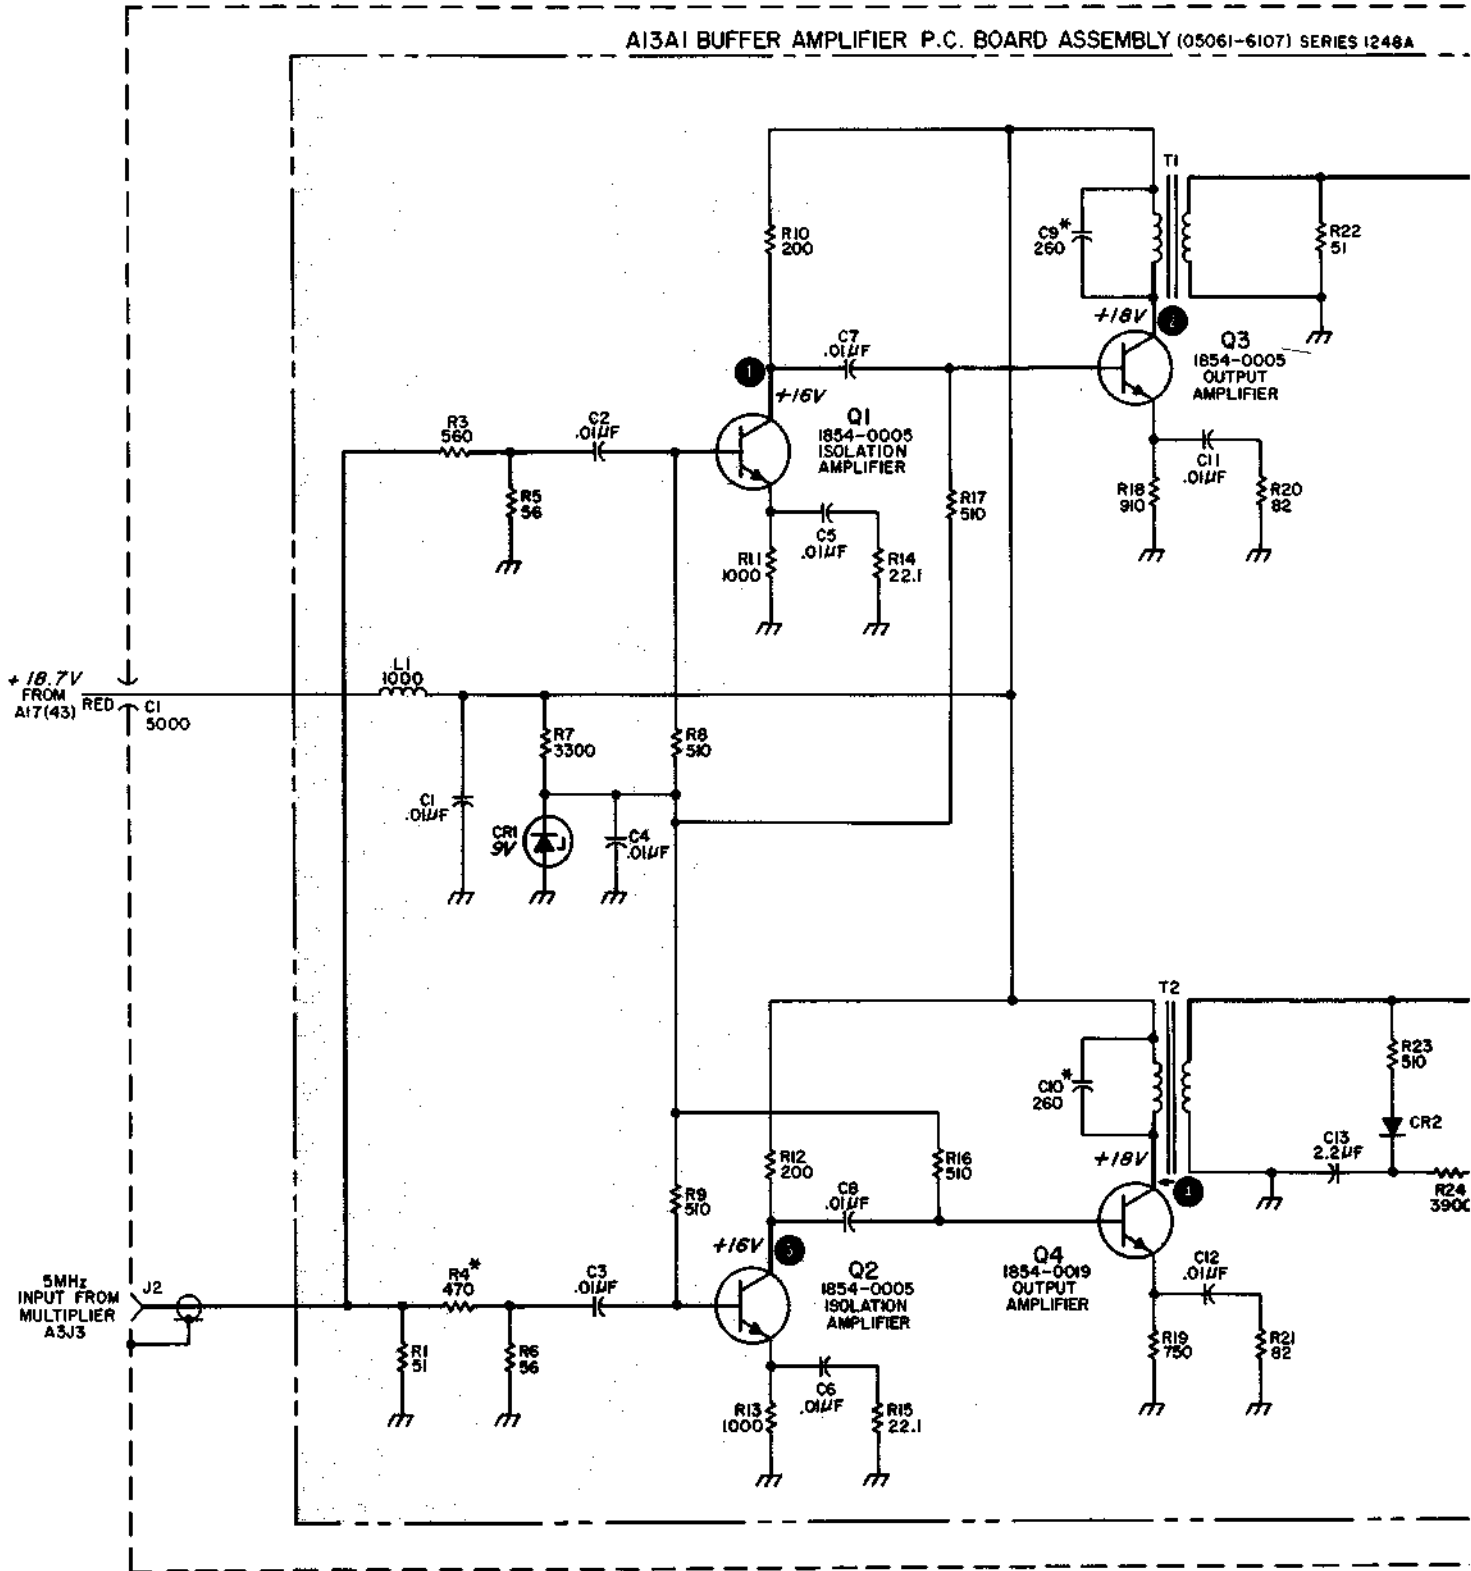 A13A1 BUFFER AMPLIFIER P.C. BOARD ASSEMBLY (05061-6107) SERIES 1248A
T1
R10
200
C9*
260
R22
51
+18V
2
Q3
1854-0005
OUTPUT
AMPLIFIER
C7
.01µF
1
+16V
Q1
1854-0005
ISOLATION
AMPLIFIER
R3
560
C2
.01µF
R5
56
C11
.01µF
R18
910
R20
82
R17
510
C5
.01µF
R11
1000
R14
22.1
+18.7V
FROM
A17(43)
RED
C1
5000
L1
1000
R7
3300
R8
510
C1
.01µF
CR1
9V
C4
.01µF
T2
C10*
260
R23
510
CR2
C13
2.2µF
R24
3900
+18V
4
R12
200
R16
510
R9
510
C8
.01µF
+16V
3
Q2
1854-0005
ISOLATION
AMPLIFIER
Q4
1854-0019
OUTPUT
AMPLIFIER
C12
.01µF
5MHz
INPUT FROM
MULTIPLIER
A3J3
J2
R4*
470
C3
.01µF
R1
51
R6
56
R19
750
R21
82
C6
.01µF
R13
1000
R15
22.1